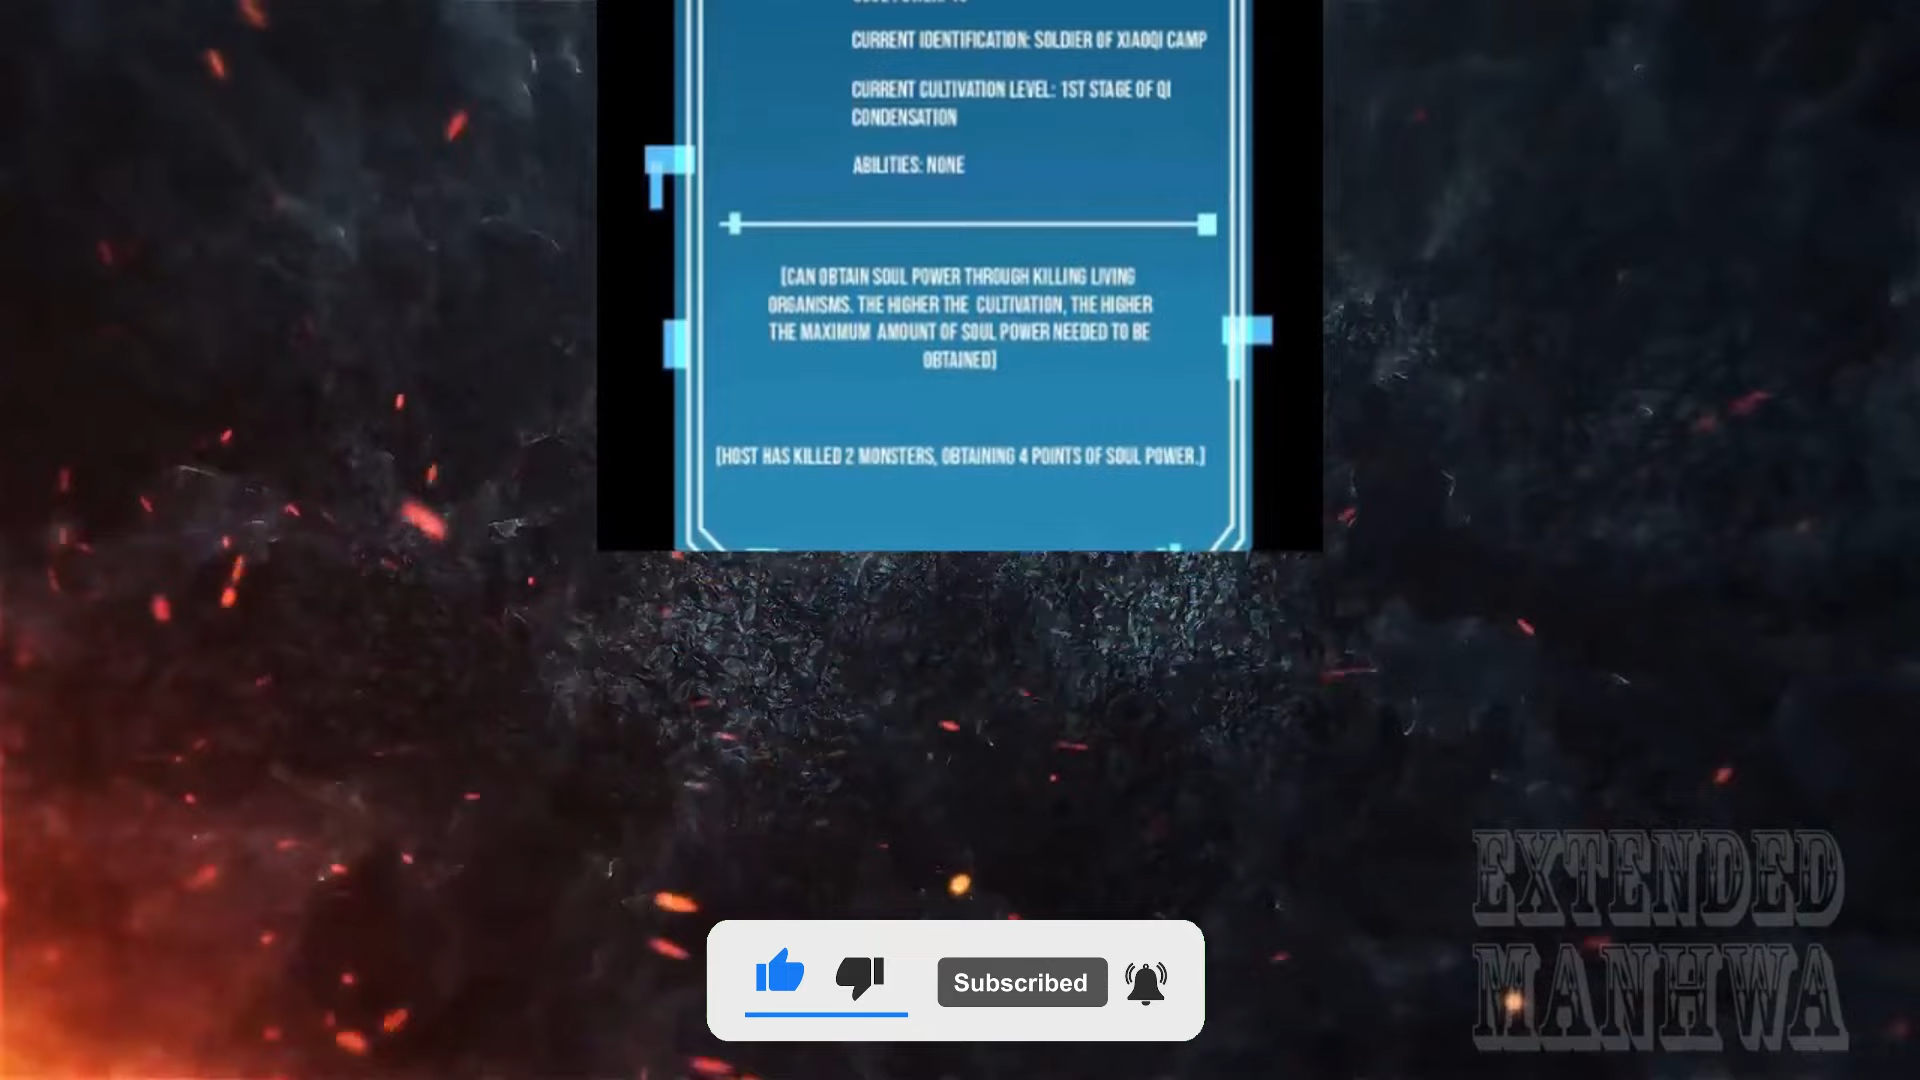 CURRENT IDENTIFICATION: SOLDIER OF XIAOQI CAMP
CURRENT CULTIVATION LEVEL: 1ST STAGE OF QI
CONDENSATION
ABILITIES: NONE
[CAN OBTAIN SOUL POWER THROUGH KILLING LIVING
ORGANISMS. THE HIGHER THE CULTIVATION, THE HIGHER
THE MAXIMUM AMOUNT OF SOUL POWER NEEDED TO BE
OBTAINED]
[HOST HAS KILLED 2 MONSTERS, OBTAINING 4 POINTS OF SOUL POWER.]
Subscribed
EXTENDED
MANHWA